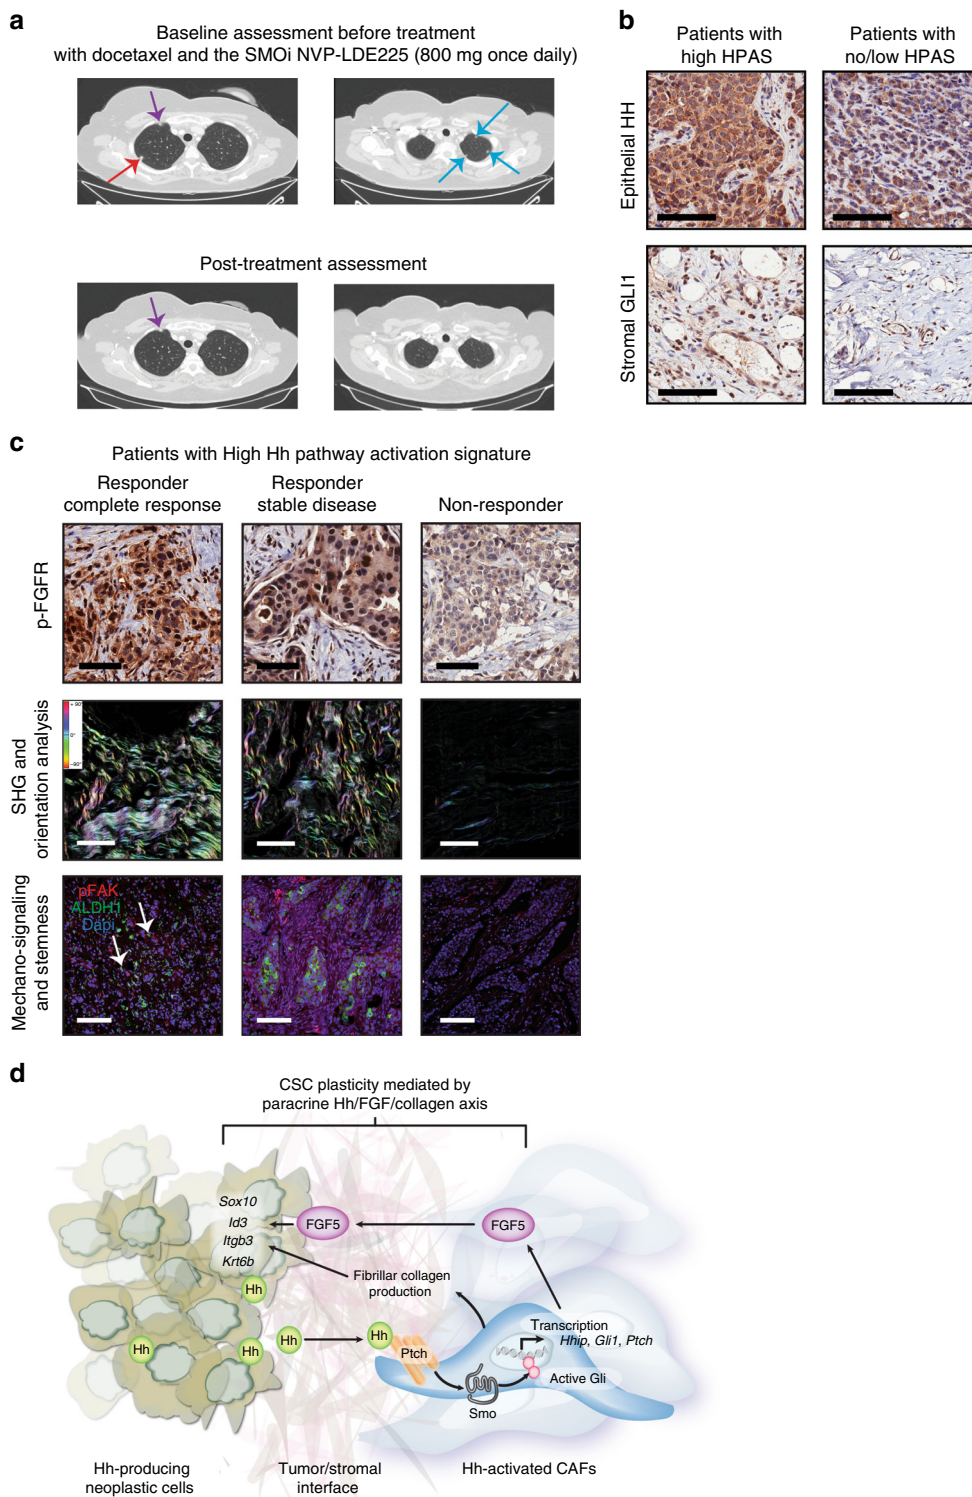 a
Baseline assessment before treatment
with docetaxel and the SMOi NVP-LDE225 (800 mg once daily)
Post-treatment assessment
b
Patients with
high HPAS
Patients with
no/low HPAS
Epithelial HH
Stromal GLI1
c
Patients with High Hh pathway activation signature
Responder
complete response
Responder
stable disease
Non-responder
p-FGFR
SHG and
orientation analysis
+90°
0°
−90°
Mechano-signaling
and stemness
pFAK
ALDH1
Dapi
d
CSC plasticity mediated by
paracrine Hh/FGF/collagen axis
Sox10
Id3
Itgb3
Krt6b
FGF5
FGF5
Fibrillar collagen
production
Transcription
Hhip, Gli1, Ptch
Hh
Hh
Hh
Hh
Hh
Ptch
Active Gli
Smo
Hh-producing
neoplastic cells
Tumor/stromal
interface
Hh-activated CAFs